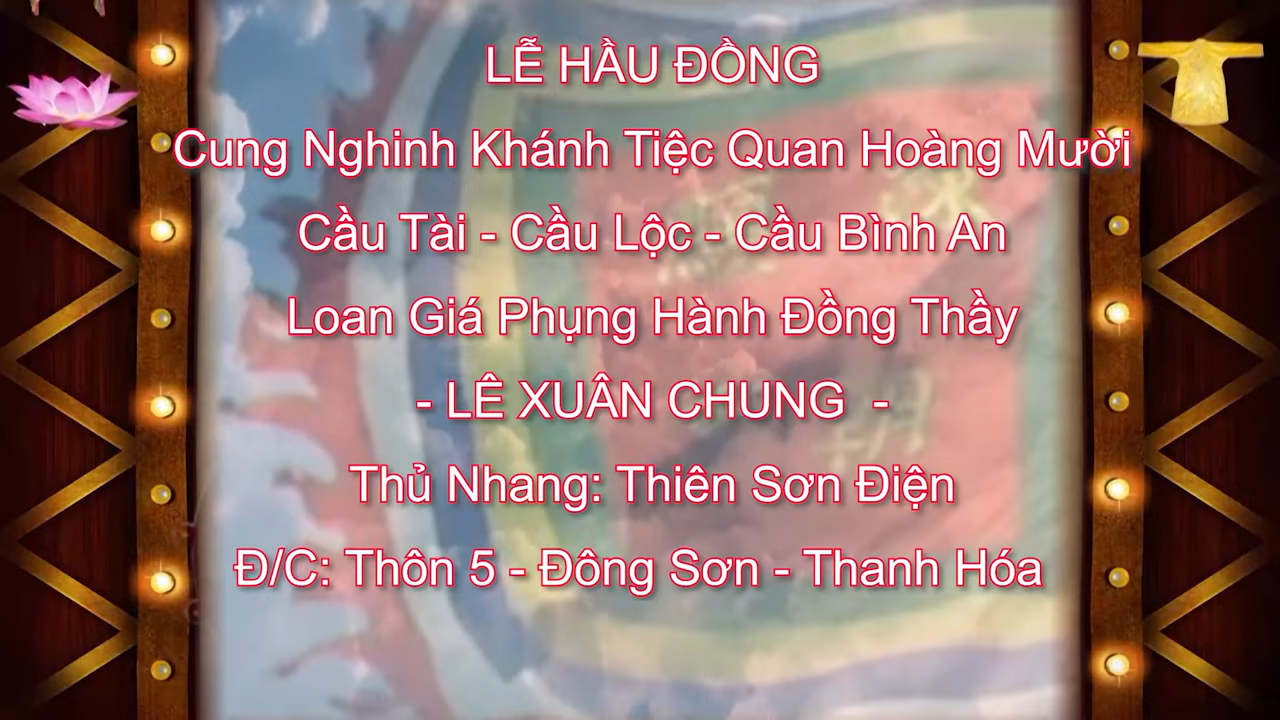 LỄ HẦU ĐỒNG
Cung Nghinh Khánh Tiệc Quan Hoàng Mười
Cầu Tài - Cầu Lộc - Cầu Bình An
Loan Giá Phụng Hành Đồng Thầy
- LÊ XUÂN CHUNG -
Thủ Nhang: Thiên Sơn Điện
Đ/C: Thôn 5 - Đông Sơn - Thanh Hóa